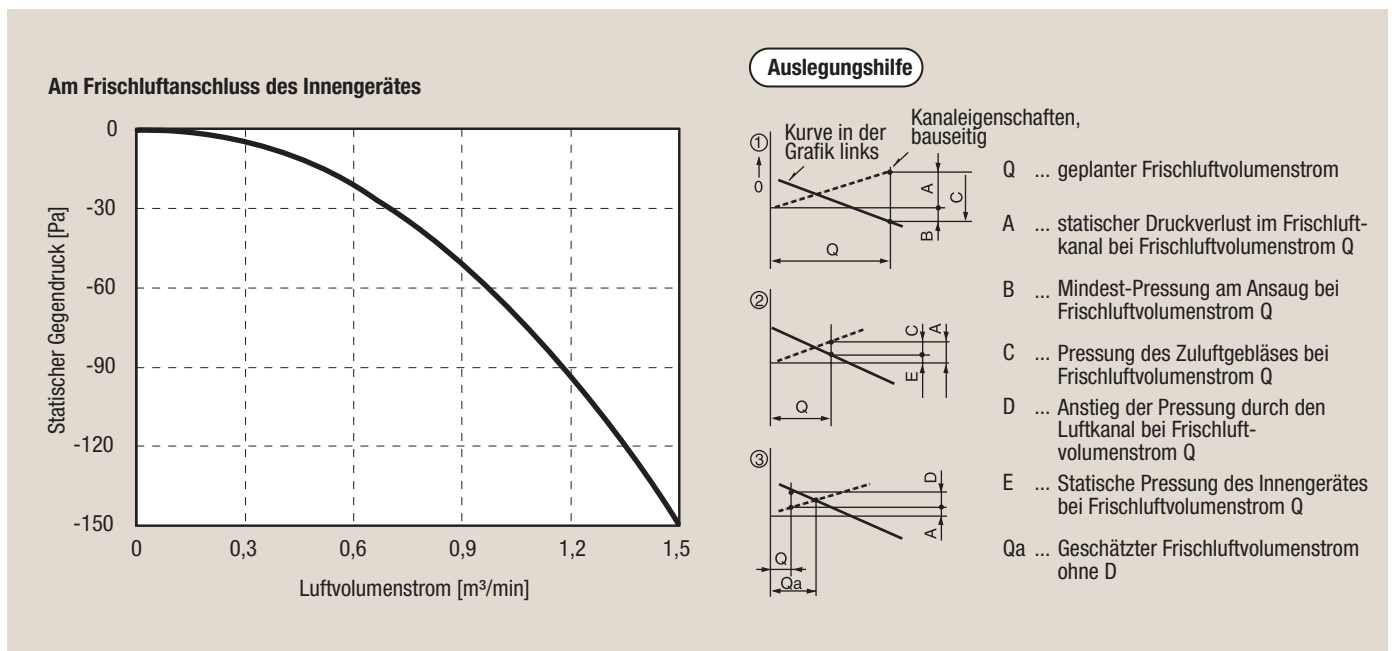 Am Frischluftanschluss des Innengerätes
Statischer Gegendruck [Pa]
0
-30
-60
-90
-120
-150
0
0,3
0,6
0,9
1,2
1,5
Luftvolumenstrom [m³/min]
Auslegungshilfe
①
0
Kurve in der
Grafik links
Kanaleigenschaften,
bauseitig
A
C
B
Q
②
C
A
E
Q
③
D
A
Q
Qa
Q ... geplanter Frischluftvolumenstrom
A ... statischer Druckverlust im Frischluft-
kanal bei Frischluftvolumenstrom Q
B ... Mindest-Pressung am Ansaug bei
Frischluftvolumenstrom Q
C ... Pressung des Zuluftgebläses bei
Frischluftvolumenstrom Q
D ... Anstieg der Pressung durch den
Luftkanal bei Frischluft-
volumenstrom Q
E ... Statische Pressung des Innengerätes
bei Frischluftvolumenstrom Q
Qa ... Geschätzter Frischluftvolumenstrom
ohne D